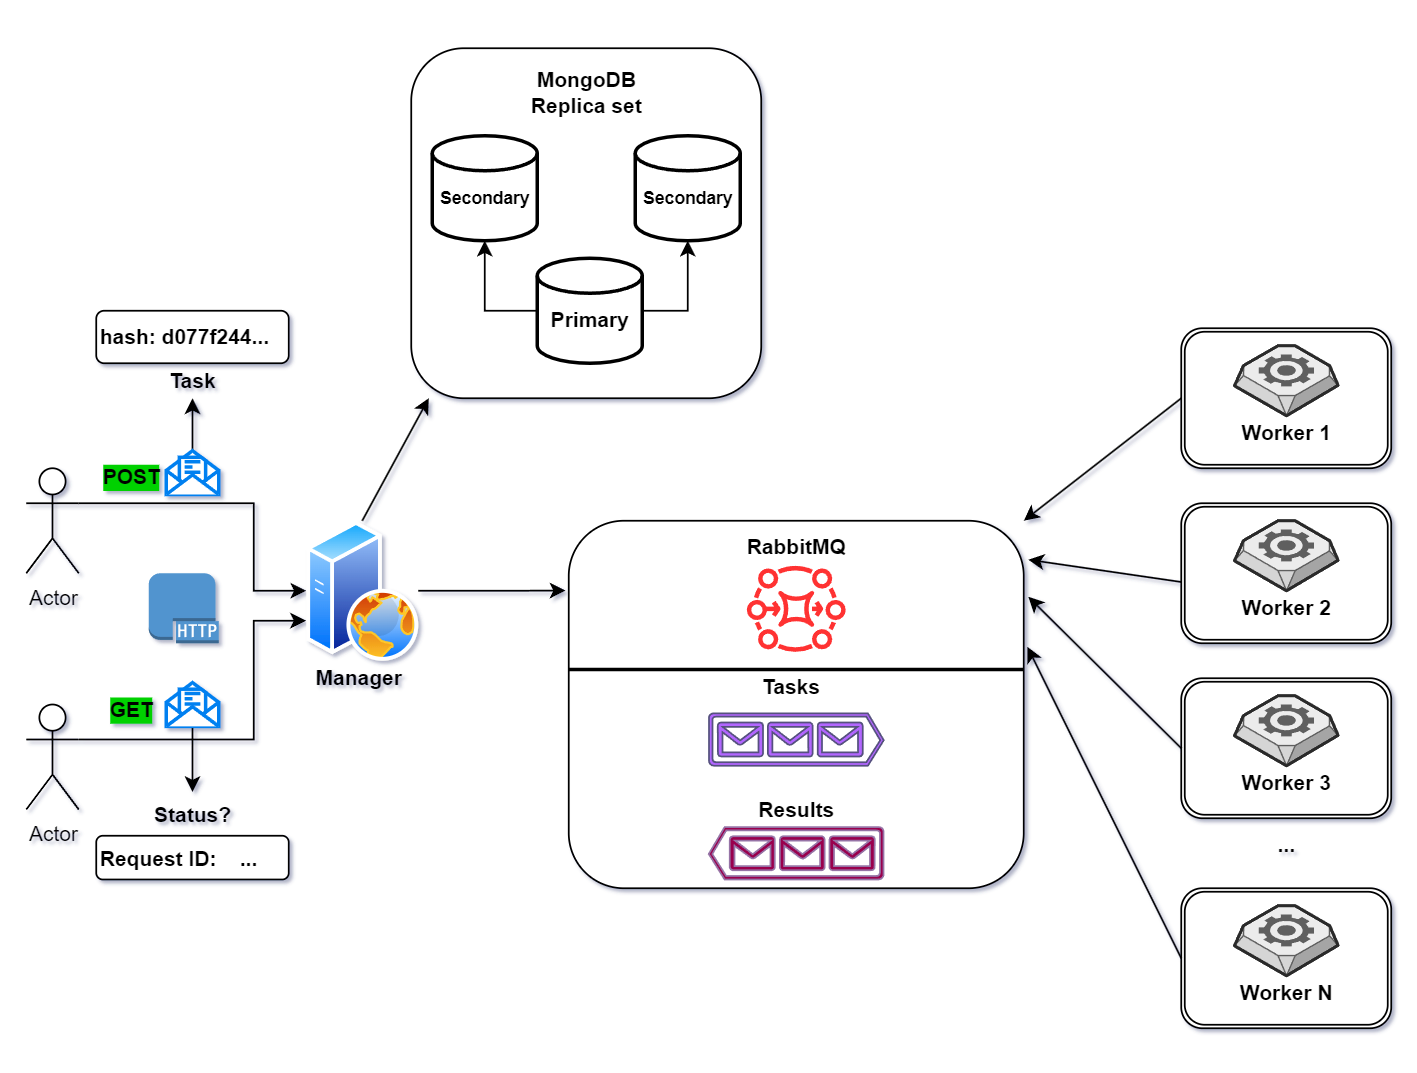 MongoDB
Replica set
Secondary
Secondary
Primary
hash: d077f244...
Task
POST
Actor
HTTP
Manager
GET
Actor
Status?
Request ID: ...
RabbitMQ
Tasks
Results
Worker 1
Worker 2
Worker 3
...
Worker N